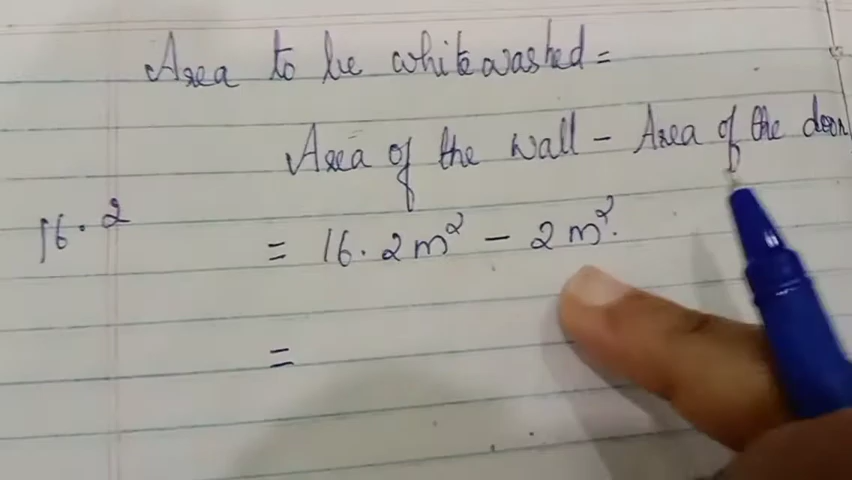 Area to be whitewashed =
Area of the wall - Area of the door
16.2
= 16.2 m² - 2 m².
=